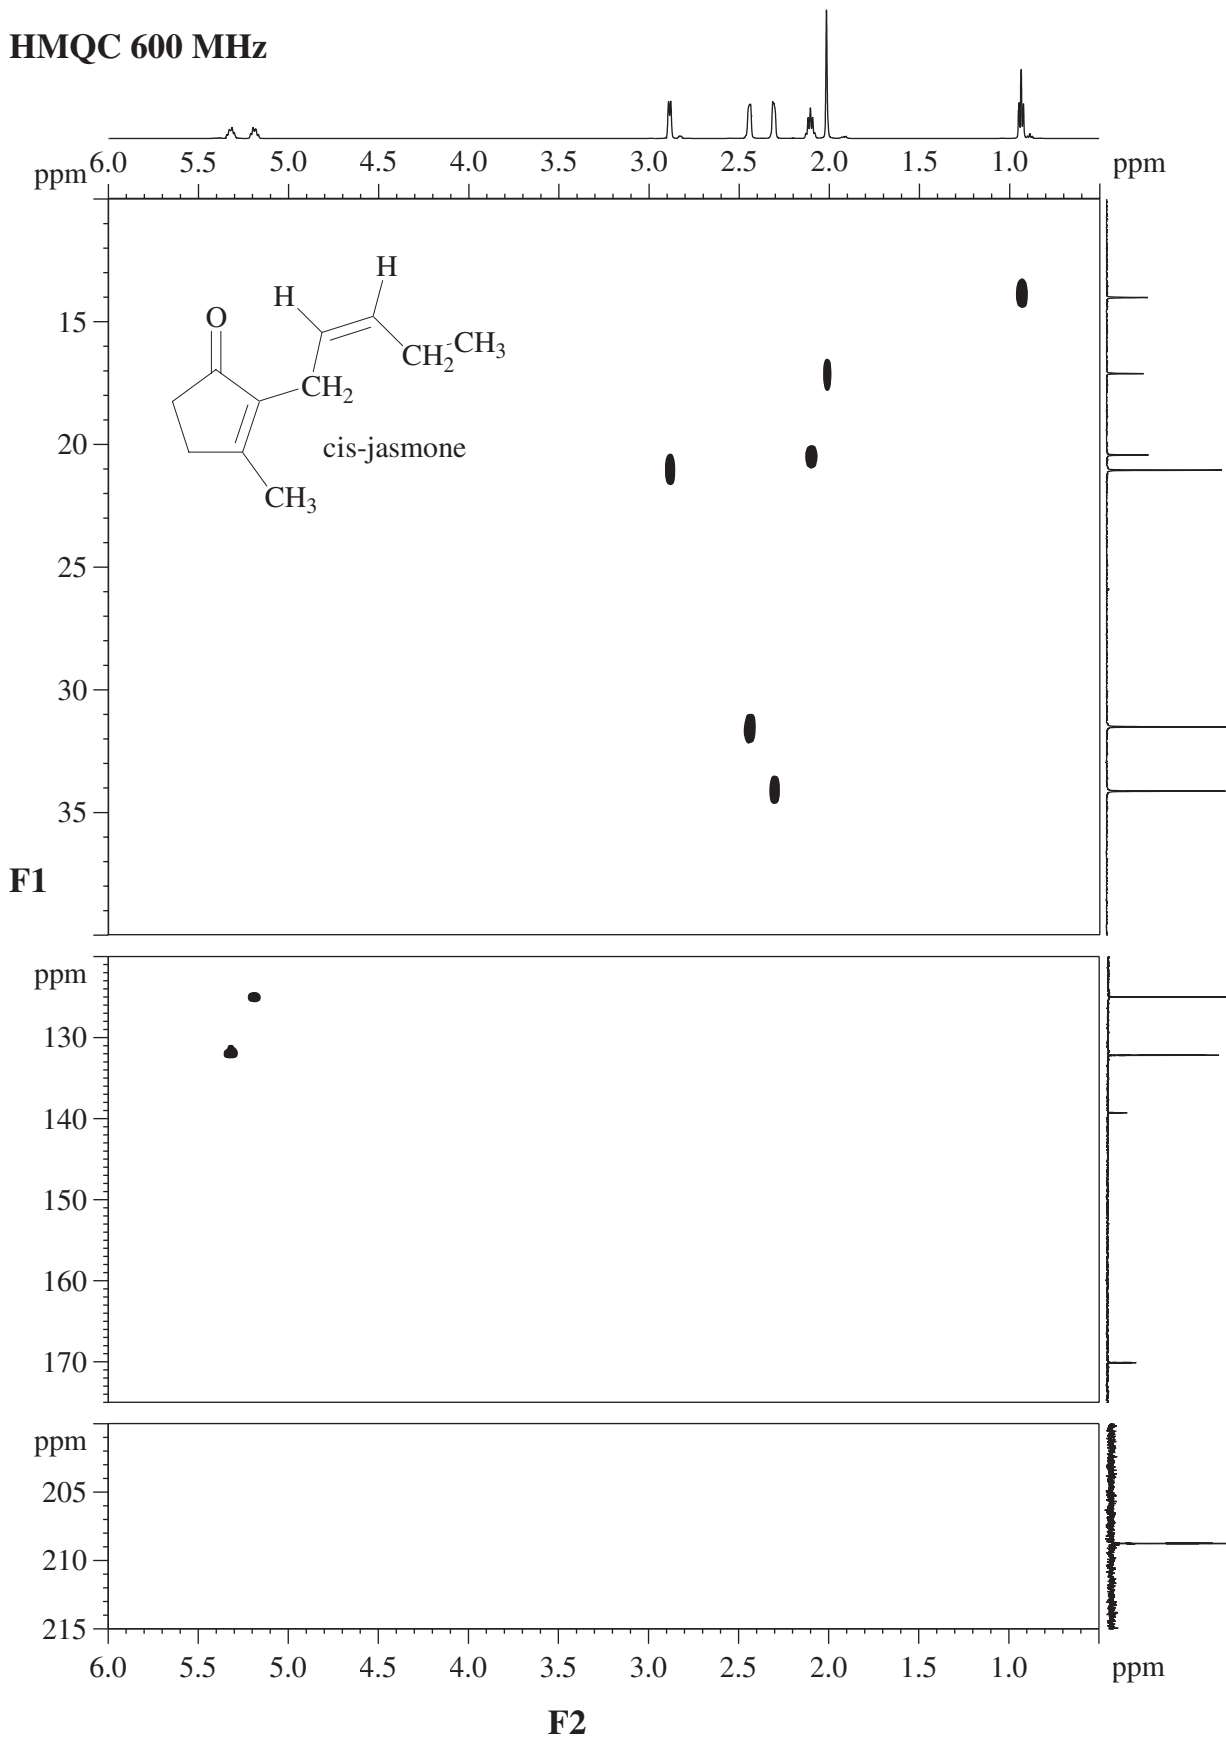 HMQC 600 MHz
ppm 6.0 5.5 5.0 4.5 4.0 3.5 3.0 2.5 2.0 1.5 1.0 ppm
H
H
O
15
CH2-CH3
CH2
20
cis-jasmone
CH3
25
30
35
F1
ppm
130
140
150
160
170
ppm
205
210
215
6.0 5.5 5.0 4.5 4.0 3.5 3.0 2.5 2.0 1.5 1.0 ppm
F2